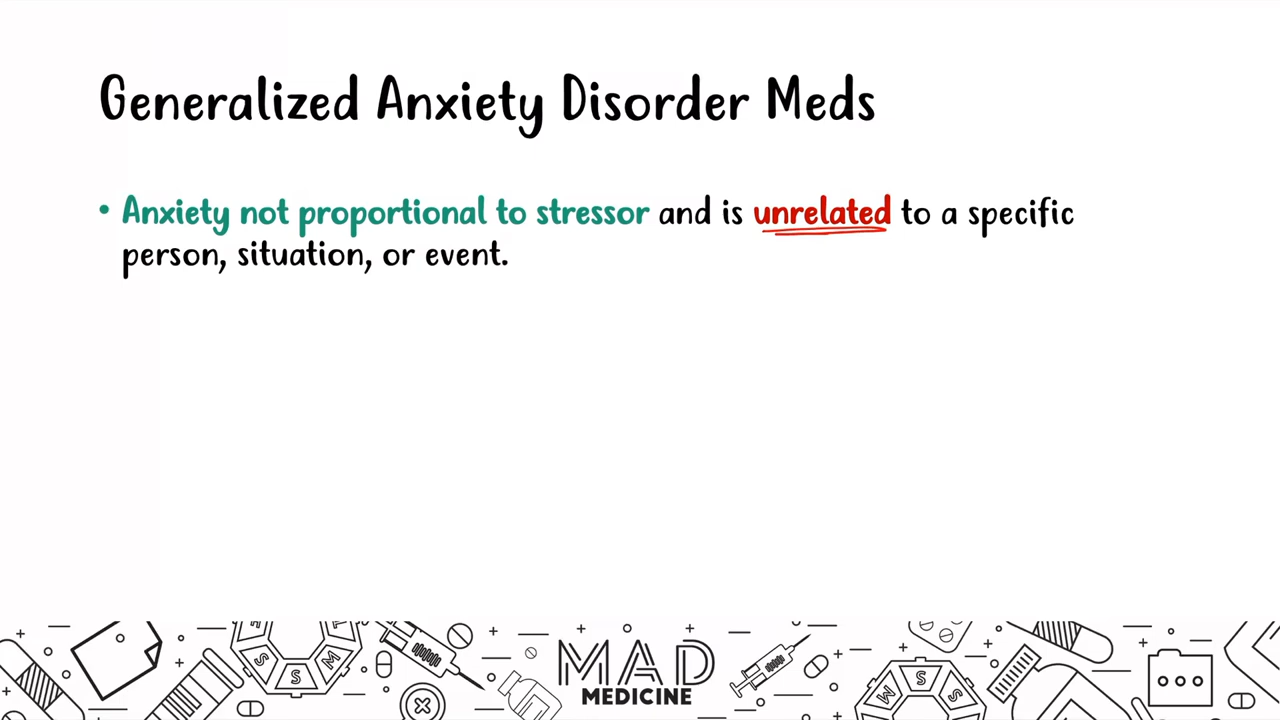 Generalized Anxiety Disorder Meds
• Anxiety not proportional to stressor and is unrelated to a specific
person, situation, or event.
S
S
M
M
S
S
MAD
MEDICINE